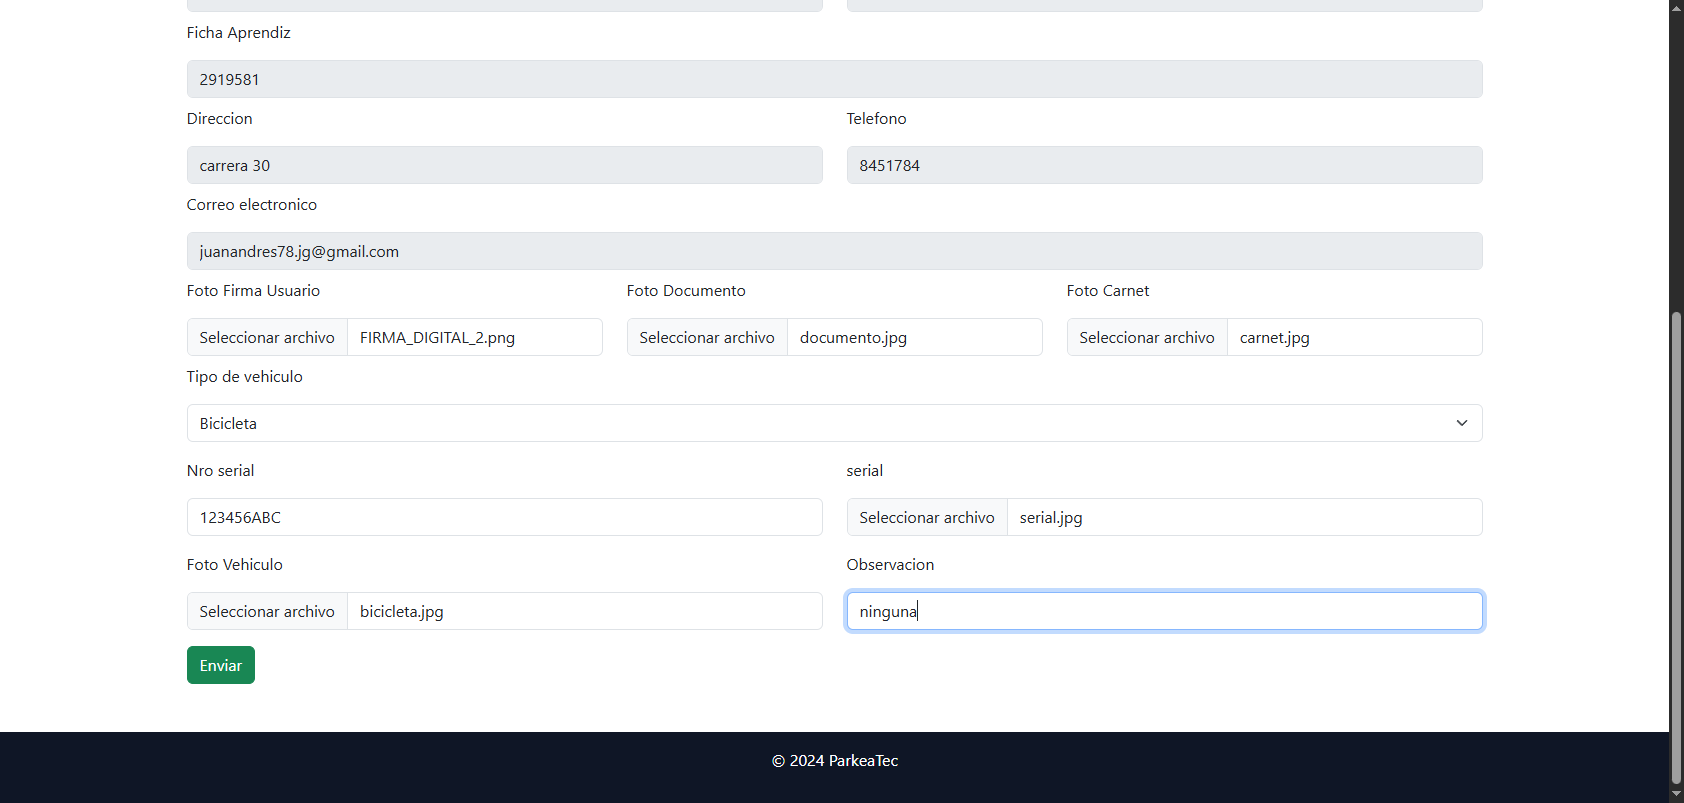 Ficha Aprendiz
2919581
Direccion
Telefono
carrera 30
8451784
Correo electronico
juanandres78.jg@gmail.com
Foto Firma Usuario
Foto Documento
Foto Carnet
Seleccionar archivo FIRMA_DIGITAL_2.png
Seleccionar archivo documento.jpg
Seleccionar archivo carnet.jpg
Tipo de vehiculo
Bicicleta
Nro serial
serial
123456ABC
Seleccionar archivo serial.jpg
Foto Vehiculo
Observacion
Seleccionar archivo bicicleta.jpg
ninguna
Enviar
© 2024 ParkeaTec